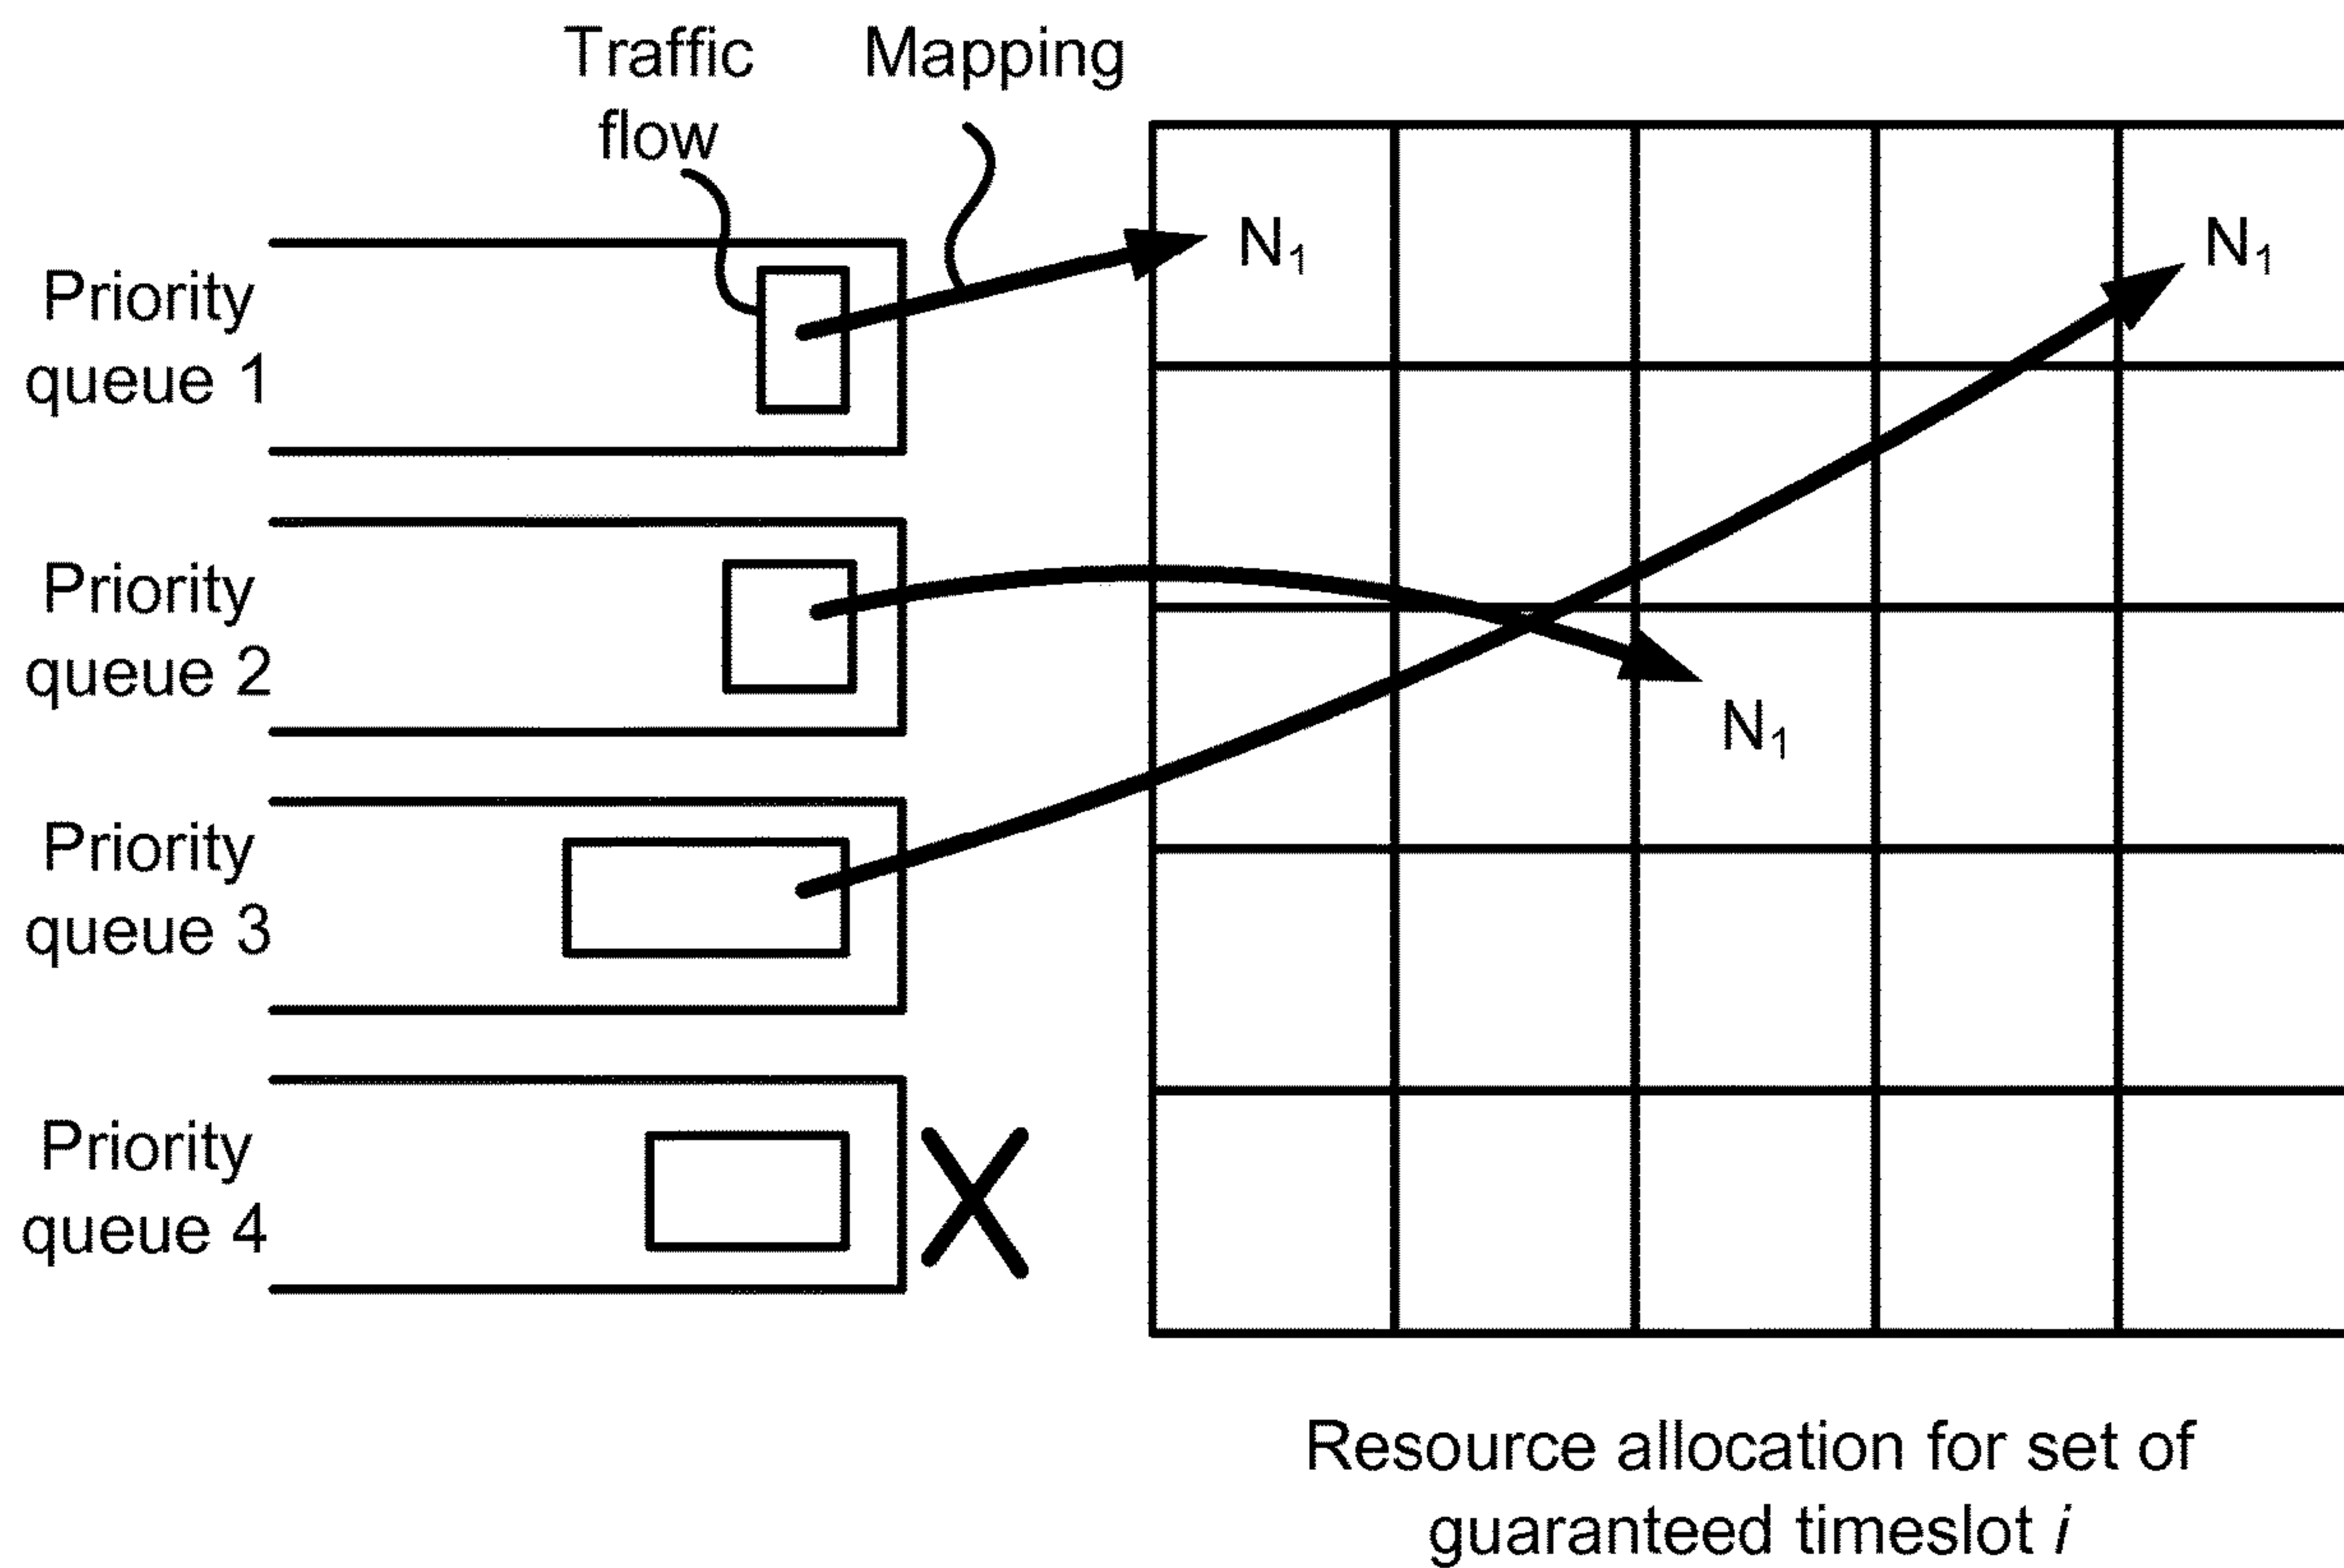 Traffic
flow
Mapping
Priority
queue 1
N₁
N₁
Priority
queue 2
N₁
Priority
queue 3
Priority
queue 4
X
Resource allocation for set of
guaranteed timeslot i